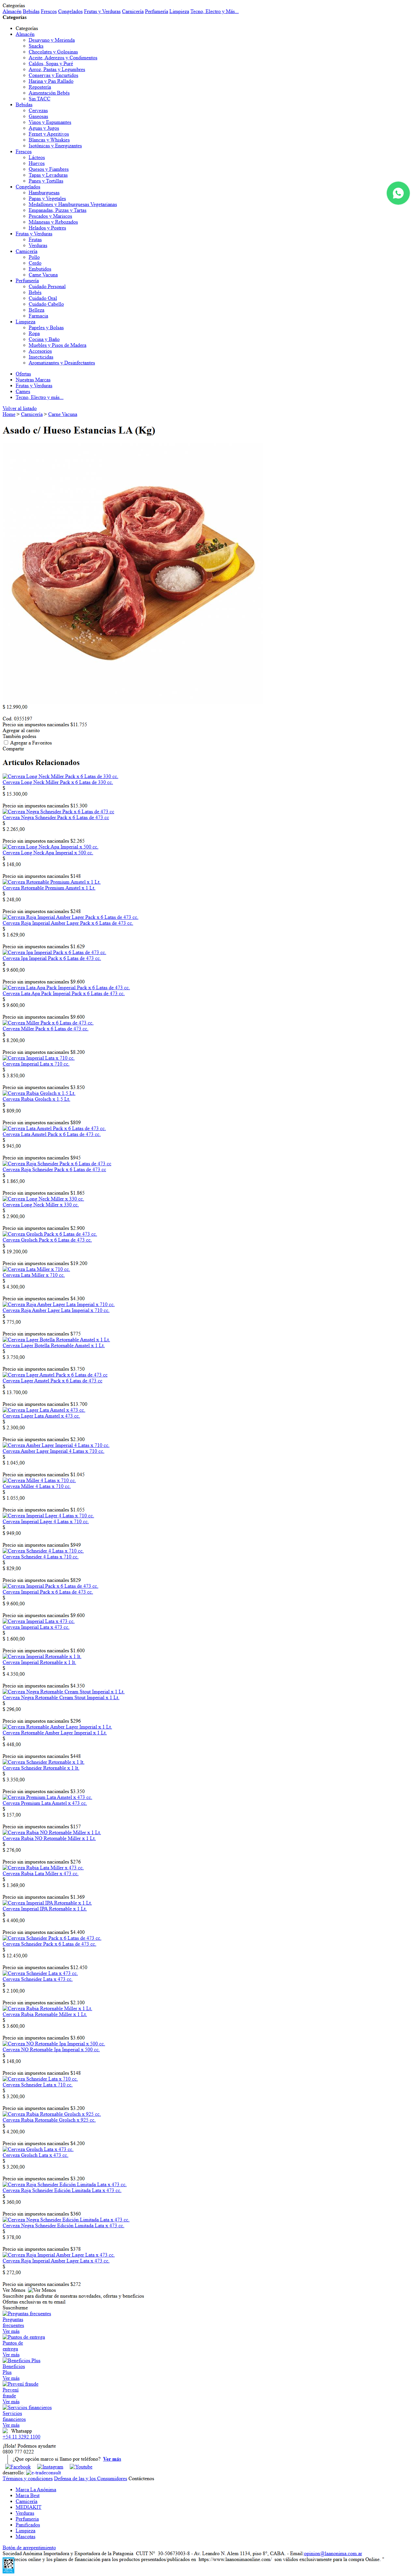 Categorías
Almacén Bebidas Frescos Congelados Frutas y Verduras Carnicería Perfumería Limpieza Tecno, Electro y Más...
Categorías
Categorías
Almacén
Desayuno y Merienda
Snacks
Chocolates y Golosinas
Aceite, Aderezos y Condimentos
Caldos, Sopas y Puré
Arroz, Pastas y Legumbres
Conservas y Encurtidos
Harina y Pan Rallado
Repostería
Alimentación Bebés
Sin TACC
Bebidas
Cervezas
Gaseosas
Vinos y Espumantes
Aguas y Jugos
Fernet y Aperitivos
Blancas y Whiskies
Isotónicas y Energizantes
Frescos
Lácteos
Huevos
Quesos y Fiambres
Tapas y Levaduras
Panes y Tortillas
Congelados
Hamburguesas
Papas y Vegetales
Medallones y Hamburguesas Vegetarianas
Empanadas, Pizzas y Tartas
Pescados y Mariscos
Milanesas y Rebozados
Helados y Postres
Frutas y Verduras
Frutas
Verduras
Carnicería
Pollo
Cerdo
Embutidos
Carne Vacuna
Perfumería
Cuidado Personal
Bebés
Cuidado Oral
Cuidado Cabello
Belleza
Farmacia
Limpieza
Papeles y Bolsas
Ropa
Cocina y Baño
Muebles y Pisos de Madera
Accesorios
Insecticidas
Aromatizantes y Desinfectantes
Ofertas
Nuestras Marcas
Frutas y Verduras
Carnes
Tecno, Electro y más...
Volver al listado
Home > Carnicería > Carne Vacuna
Asado c/ Hueso Estancias LA (Kg)
$ 12.990,00
Cod. 0355197
Precio sin impuestos nacionales $11.755
Agregar al carrito
También podess
Agregar a Favoritos
Compartir
Artículos Relacionados
Cerveza Long Neck Miller Pack x 6 Latas de 330 cc.
Cerveza Long Neck Miller Pack x 6 Latas de 330 cc.
$
$ 15.300,00
Precio sin impuestos nacionales $15.300
Cerveza Negra Schneider Pack x 6 Latas de 473 cc
Cerveza Negra Schneider Pack x 6 Latas de 473 cc
$
$ 2.265,00
Precio sin impuestos nacionales $2.265
Cerveza Long Neck Apa Imperial x 500 cc.
Cerveza Long Neck Apa Imperial x 500 cc.
$
$ 148,00
Precio sin impuestos nacionales $148
Cerveza Retornable Premium Amstel x 1 Lt.
Cerveza Retornable Premium Amstel x 1 Lt.
$
$ 248,00
Precio sin impuestos nacionales $248
Cerveza Roja Imperial Amber Lager Pack x 6 Latas de 473 cc.
Cerveza Roja Imperial Amber Lager Pack x 6 Latas de 473 cc.
$
$ 1.629,00
Precio sin impuestos nacionales $1.629
Cerveza Ipa Imperial Pack x 6 Latas de 473 cc.
Cerveza Ipa Imperial Pack x 6 Latas de 473 cc.
$
$ 9.600,00
Precio sin impuestos nacionales $9.600
Cerveza Lata Apa Pack Imperial Pack x 6 Latas de 473 cc.
Cerveza Lata Apa Pack Imperial Pack x 6 Latas de 473 cc.
$
$ 9.600,00
Precio sin impuestos nacionales $9.600
Cerveza Miller Pack x 6 Latas de 473 cc.
Cerveza Miller Pack x 6 Latas de 473 cc.
$
$ 8.200,00
Precio sin impuestos nacionales $8.200
Cerveza Imperial Lata x 710 cc.
Cerveza Imperial Lata x 710 cc.
$
$ 3.850,00
Precio sin impuestos nacionales $3.850
Cerveza Rubia Grolsch x 1,5 Lt.
Cerveza Rubia Grolsch x 1,5 Lt.
$
$ 809,00
Precio sin impuestos nacionales $809
Cerveza Lata Amstel Pack x 6 Latas de 473 cc.
Cerveza Lata Amstel Pack x 6 Latas de 473 cc.
$
$ 945,00
Precio sin impuestos nacionales $945
Cerveza Roja Schneider Pack x 6 Latas de 473 cc
Cerveza Roja Schneider Pack x 6 Latas de 473 cc
$
$ 1.865,00
Precio sin impuestos nacionales $1.865
Cerveza Long Neck Miller x 330 cc.
Cerveza Long Neck Miller x 330 cc.
$
$ 2.900,00
Precio sin impuestos nacionales $2.900
Cerveza Grolsch Pack x 6 Latas de 473 cc.
Cerveza Grolsch Pack x 6 Latas de 473 cc.
$
$ 19.200,00
Precio sin impuestos nacionales $19.200
Cerveza Lata Miller x 710 cc.
Cerveza Lata Miller x 710 cc.
$
$ 4.300,00
Precio sin impuestos nacionales $4.300
Cerveza Roja Amber Lager Lata Imperial x 710 cc.
Cerveza Roja Amber Lager Lata Imperial x 710 cc.
$
$ 775,00
Precio sin impuestos nacionales $775
Cerveza Lager Botella Retornable Amstel x 1 Lt.
Cerveza Lager Botella Retornable Amstel x 1 Lt.
$
$ 3.750,00
Precio sin impuestos nacionales $3.750
Cerveza Lager Amstel Pack x 6 Latas de 473 cc
Cerveza Lager Amstel Pack x 6 Latas de 473 cc
$
$ 13.700,00
Precio sin impuestos nacionales $13.700
Cerveza Lager Lata Amstel x 473 cc.
Cerveza Lager Lata Amstel x 473 cc.
$
$ 2.300,00
Precio sin impuestos nacionales $2.300
Cerveza Amber Lager Imperial 4 Latas x 710 cc.
Cerveza Amber Lager Imperial 4 Latas x 710 cc.
$
$ 1.045,00
Precio sin impuestos nacionales $1.045
Cerveza Miller 4 Latas x 710 cc.
Cerveza Miller 4 Latas x 710 cc.
$
$ 1.055,00
Precio sin impuestos nacionales $1.055
Cerveza Imperial Lager 4 Latas x 710 cc.
Cerveza Imperial Lager 4 Latas x 710 cc.
$
$ 949,00
Precio sin impuestos nacionales $949
Cerveza Schneider 4 Latas x 710 cc.
Cerveza Schneider 4 Latas x 710 cc.
$
$ 829,00
Precio sin impuestos nacionales $829
Cerveza Imperial Pack x 6 Latas de 473 cc.
Cerveza Imperial Pack x 6 Latas de 473 cc.
$
$ 9.600,00
Precio sin impuestos nacionales $9.600
Cerveza Imperial Lata x 473 cc.
Cerveza Imperial Lata x 473 cc.
$
$ 1.600,00
Precio sin impuestos nacionales $1.600
Cerveza Imperial Retornable x 1 lt.
Cerveza Imperial Retornable x 1 lt.
$
$ 4.350,00
Precio sin impuestos nacionales $4.350
Cerveza Negra Retornable Cream Stout Imperial x 1 Lt.
Cerveza Negra Retornable Cream Stout Imperial x 1 Lt.
$
$ 296,00
Precio sin impuestos nacionales $296
Cerveza Retornable Amber Lager Imperial x 1 Lt.
Cerveza Retornable Amber Lager Imperial x 1 Lt.
$
$ 448,00
Precio sin impuestos nacionales $448
Cerveza Schneider Retornable x 1 lt.
Cerveza Schneider Retornable x 1 lt.
$
$ 3.350,00
Precio sin impuestos nacionales $3.350
Cerveza Premium Lata Amstel x 473 cc.
Cerveza Premium Lata Amstel x 473 cc.
$
$ 157,00
Precio sin impuestos nacionales $157
Cerveza Rubia NO Retornable Miller x 1 Lt.
Cerveza Rubia NO Retornable Miller x 1 Lt.
$
$ 276,00
Precio sin impuestos nacionales $276
Cerveza Rubia Lata Miller x 473 cc.
Cerveza Rubia Lata Miller x 473 cc.
$
$ 1.369,00
Precio sin impuestos nacionales $1.369
Cerveza Imperial IPA Retornable x 1 Lt.
Cerveza Imperial IPA Retornable x 1 Lt.
$
$ 4.400,00
Precio sin impuestos nacionales $4.400
Cerveza Schneider Pack x 6 Latas de 473 cc.
Cerveza Schneider Pack x 6 Latas de 473 cc.
$
$ 12.450,00
Precio sin impuestos nacionales $12.450
Cerveza Schneider Lata x 473 cc.
Cerveza Schneider Lata x 473 cc.
$
$ 2.100,00
Precio sin impuestos nacionales $2.100
Cerveza Rubia Retornable Miller x 1 Lt.
Cerveza Rubia Retornable Miller x 1 Lt.
$
$ 3.600,00
Precio sin impuestos nacionales $3.600
Cerveza NO Retornable Ipa Imperial x 500 cc.
Cerveza NO Retornable Ipa Imperial x 500 cc.
$
$ 148,00
Precio sin impuestos nacionales $148
Cerveza Schneider Lata x 710 cc.
Cerveza Schneider Lata x 710 cc.
$
$ 3.200,00
Precio sin impuestos nacionales $3.200
Cerveza Rubia Retornable Grolsch x 925 cc.
Cerveza Rubia Retornable Grolsch x 925 cc.
$
$ 4.200,00
Precio sin impuestos nacionales $4.200
Cerveza Grolsch Lata x 473 cc.
Cerveza Grolsch Lata x 473 cc.
$
$ 3.200,00
Precio sin impuestos nacionales $3.200
Cerveza Roja Schneider Edición Limitada Lata x 473 cc.
Cerveza Roja Schneider Edición Limitada Lata x 473 cc.
$
$ 360,00
Precio sin impuestos nacionales $360
Cerveza Negra Schneider Edición Limitada Lata x 473 cc.
Cerveza Negra Schneider Edición Limitada Lata x 473 cc.
$
$ 378,00
Precio sin impuestos nacionales $378
Cerveza Roja Imperial Amber Lager Lata x 473 cc.
Cerveza Roja Imperial Amber Lager Lata x 473 cc.
$
$ 272,00
Precio sin impuestos nacionales $272
Ver Menos Ver Menos
Suscribite para disfrutar de nuestras novedades, ofertas y beneficios
Ofertas exclusivas en tu email
Suscribirme
Preguntas frecuentes
Preguntas
frecuentes
Ver más
Puntos de entrega
Puntos de
entrega
Ver más
Beneficios Plus
Beneficios
Plus
Ver más
Prevení fraude
Prevení
fraude
Ver más
Servicios financieros
Servicios
financieros
Ver más
Whatsapp
+54 11 5292 1100
¡Hola! Podemos ayudarte
0800 777 0222
¿Que opción marco si llamo por teléfono? Ver más
Facebook Instagram Youtube
desarrollo: e-tradeconsult
Términos y condiciones Defensa de las y los Consumidores Contáctenos
Marca La Anónima
Marca Best
Carnicería
MEDIAKIT
Verduras
Perfumería
Panificados
Limpieza
Mascotas
Botón de arrepentimiento